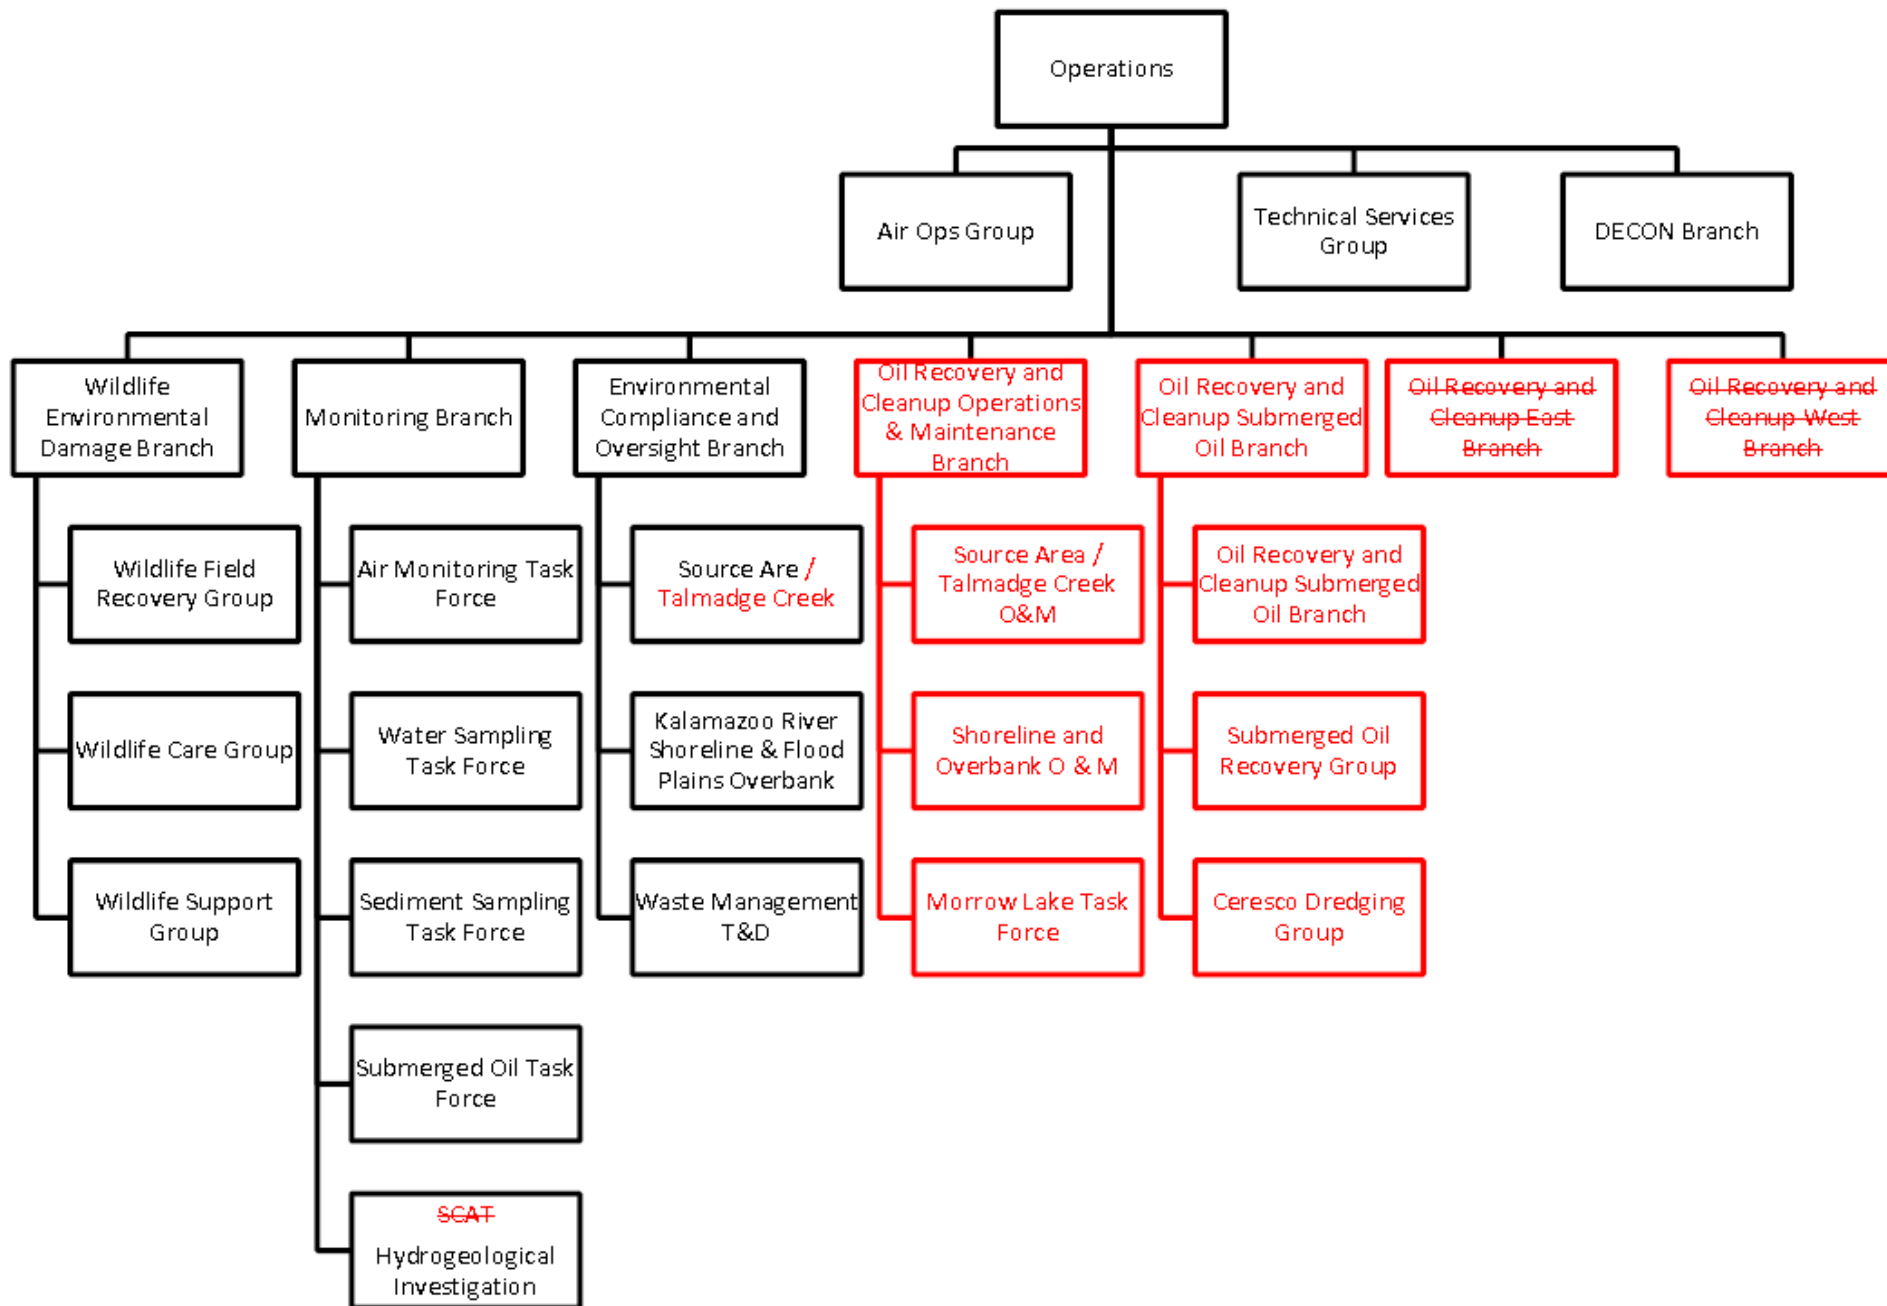 Operations
Air Ops Group
Technical Services
Group
DECON Branch
Wildlife
Environmental
Damage Branch
Monitoring Branch
Environmental
Compliance and
Oversight Branch
Oil Recovery and
Cleanup Operations
& Maintenance
Branch
Oil Recovery and
Cleanup Submerged
Oil Branch
Oil Recovery and
Cleanup East
Branch
Oil Recovery and
Cleanup West
Branch
Wildlife Field
Recovery Group
Air Monitoring Task
Force
Source Are /
Talmadge Creek
Source Area /
Talmadge Creek
O&M
Oil Recovery and
Cleanup Submerged
Oil Branch
Wildlife Care Group
Water Sampling
Task Force
Kalamazoo River
Shoreline & Flood
Plains Overbank
Shoreline and
Overbank O & M
Submerged Oil
Recovery Group
Wildlife Support
Group
Sediment Sampling
Task Force
Waste Management
T&D
Morrow Lake Task
Force
Ceresco Dredging
Group
Submerged Oil Task
Force
SCAT
Hydrogeological
Investigation